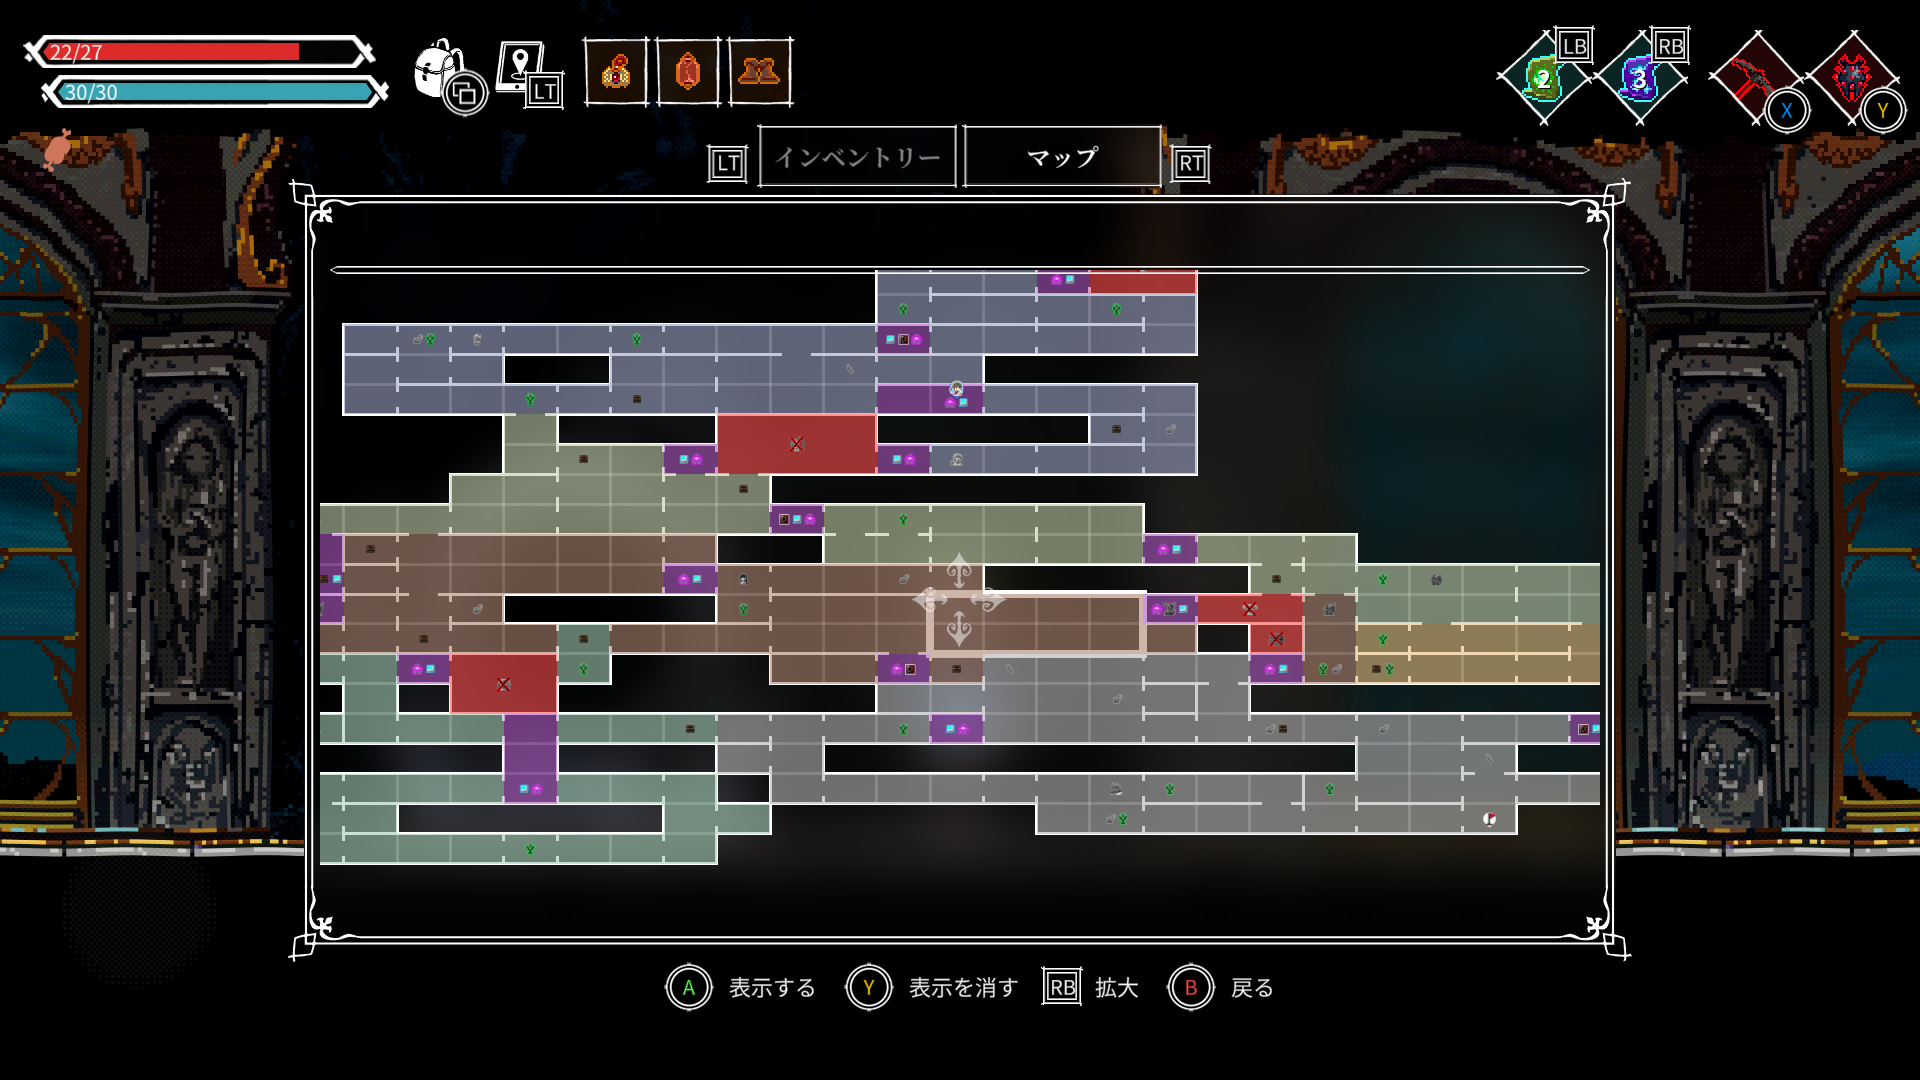 22/27
30/30
LT
LB
RB
2
3
X
Y
LT
インベントリー
マップ
RT
A 表示する
Y 表示を消す
RB 拡大
B 戻る